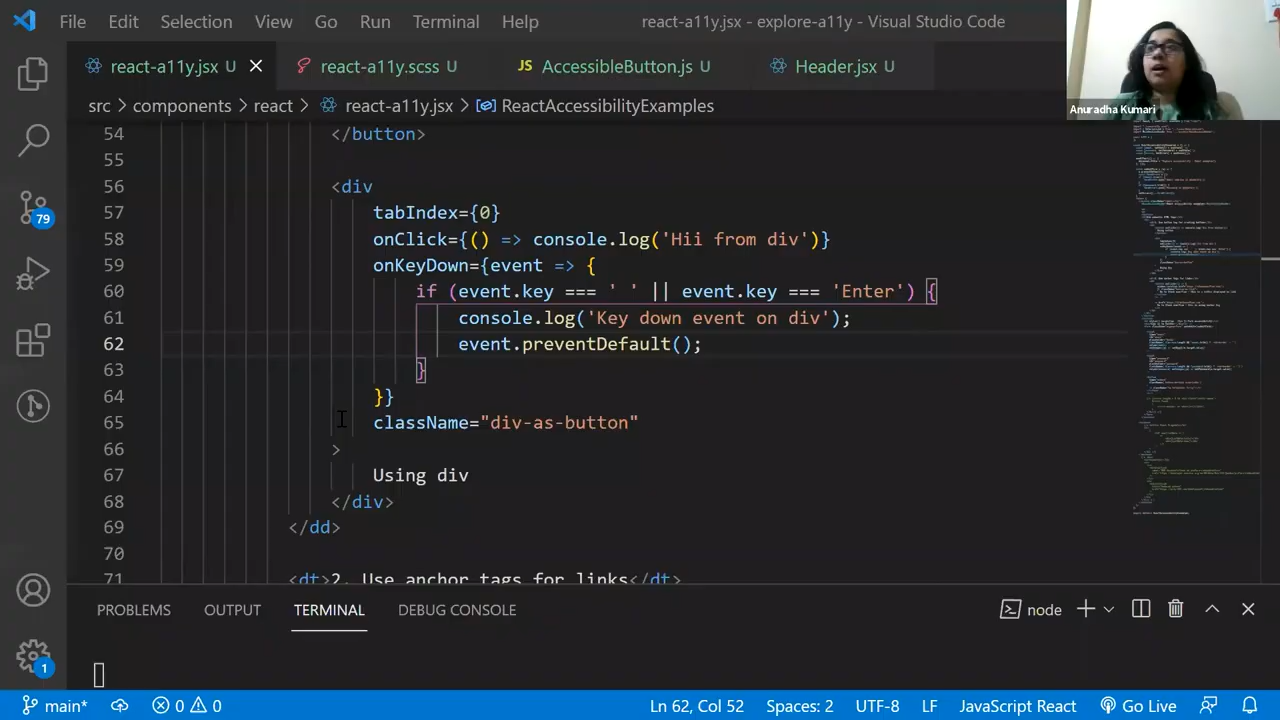 File Edit Selection View Go Run Terminal Help react-a11y.jsx - explore-a11y - Visual Studio Code
react-a11y.jsx U react-a11y.scss U JS AccessibleButton.js U Header.jsx U
Anuradha Kumari
src > components > react > react-a11y.jsx > ReactAccessibilityExamples
54 </button>
55
56 <div
57 tabIndex={0}
58 onClick={() => console.log('Hii from div')}
59 onKeyDown={event => {
60 if (event.key === ' ' || event.key === 'Enter') {
61 console.log('Key down event on div');
62 event.preventDefault();
63 }
64 }}
65 className="div-as-button"
66 >
67 Using div
68 </div>
69 </dd>
70
71 <dt>2. Use anchor tags for links</dt>
79
PROBLEMS OUTPUT TERMINAL DEBUG CONSOLE node
1
main* 0 0 Ln 62, Col 52 Spaces: 2 UTF-8 LF JavaScript React Go Live